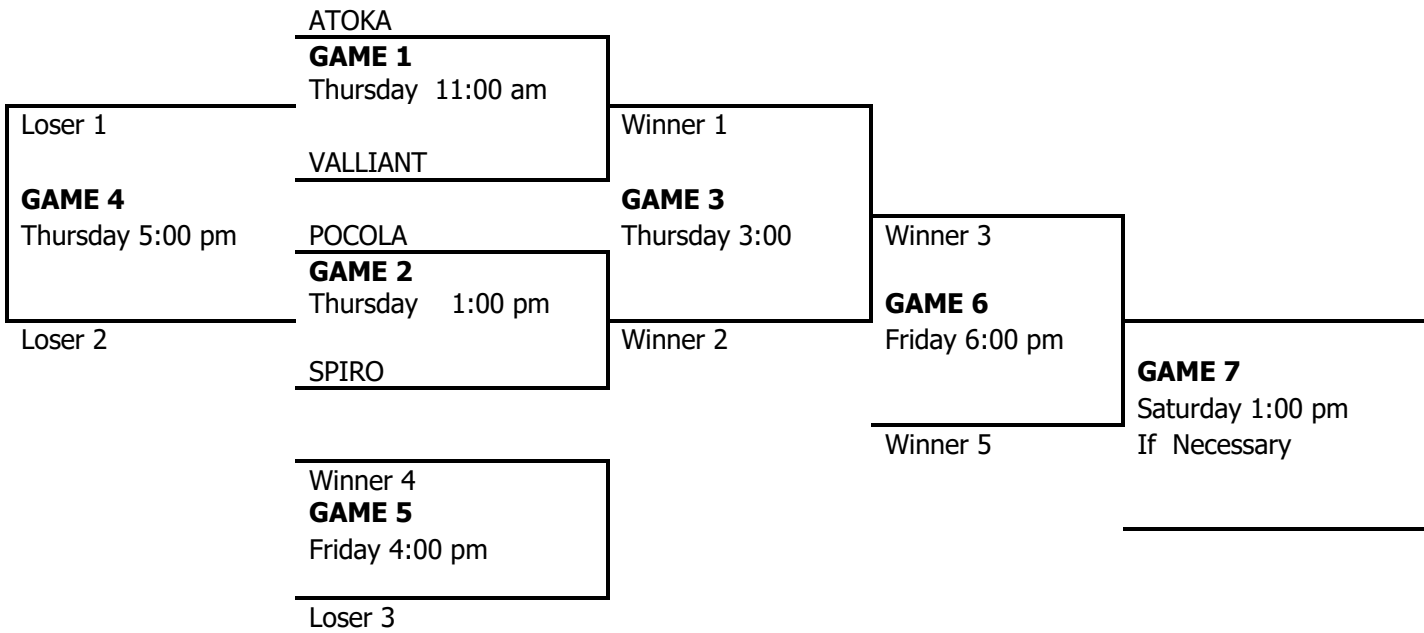 ATOKA
GAME 1
Thursday 11:00 am
Loser 1
Winner 1
VALLIANT
GAME 4
GAME 3
Thursday 5:00 pm
POCOLA
Thursday 3:00
Winner 3
GAME 2
Thursday 1:00 pm
GAME 6
Loser 2
Winner 2
Friday 6:00 pm
SPIRO
GAME 7
Saturday 1:00 pm
Winner 5
If Necessary
Winner 4
GAME 5
Friday 4:00 pm
Loser 3